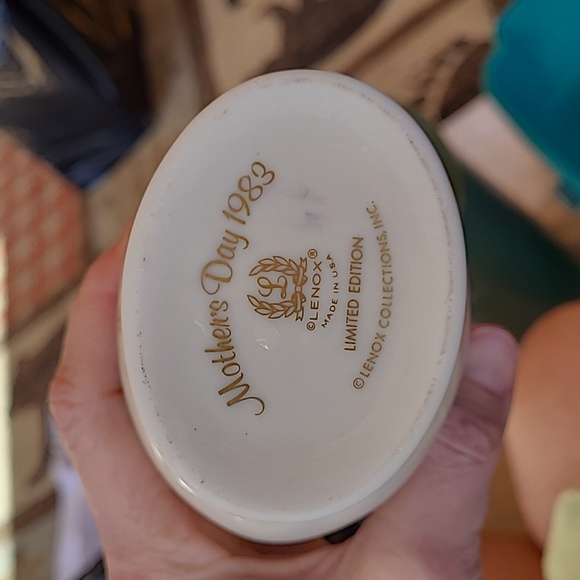 Mother's Day 1983
L
©LENOX®
MADE IN USA
LIMITED EDITION
©LENOX COLLECTIONS, INC.